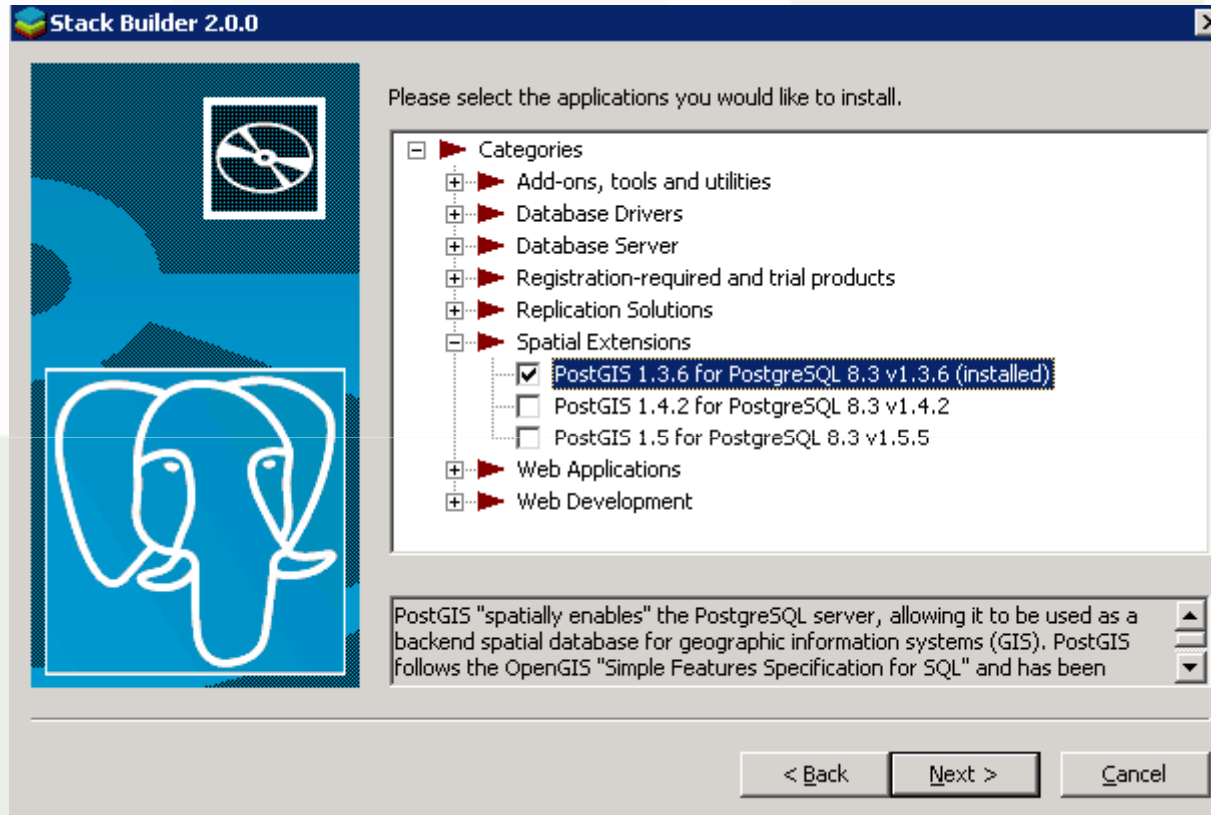 Stack Builder 2.0.0
Please select the applications you would like to install.
Categories
Add-ons, tools and utilities
Database Drivers
Database Server
Registration-required and trial products
Replication Solutions
Spatial Extensions
PostGIS 1.3.6 for PostgreSQL 8.3 v1.3.6 (installed)
PostGIS 1.4.2 for PostgreSQL 8.3 v1.4.2
PostGIS 1.5 for PostgreSQL 8.3 v1.5.5
Web Applications
Web Development
PostGIS "spatially enables" the PostgreSQL server, allowing it to be used as a
backend spatial database for geographic information systems (GIS). PostGIS
follows the OpenGIS "Simple Features Specification for SQL" and has been
< Back Next > Cancel